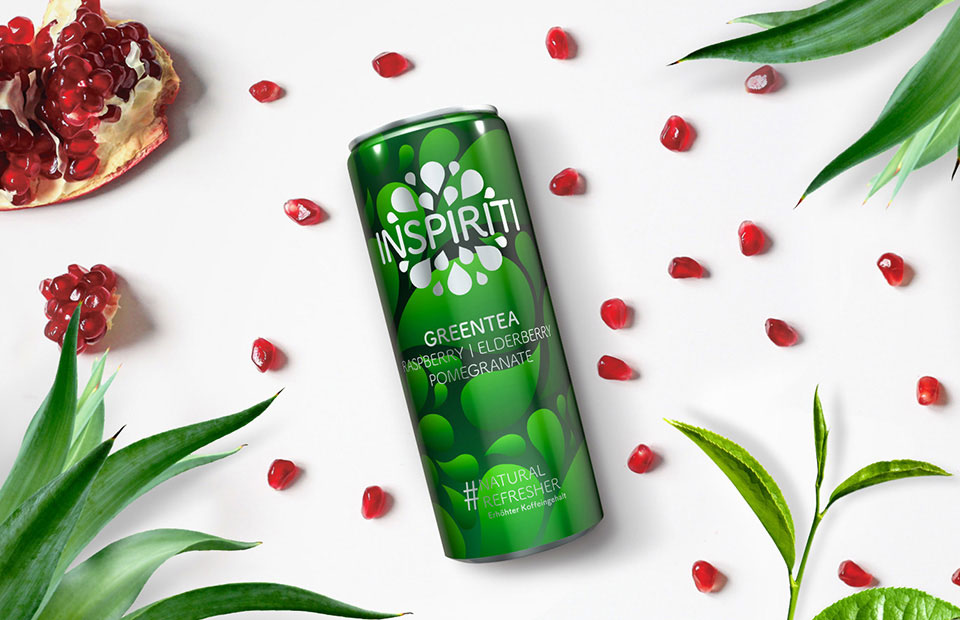 INSPIRITI
GREENTEA
RASPBERRY | ELDERBERRY
POMEGRANATE
#NATURAL
REFRESHER
Erhöhter Koffeingehalt